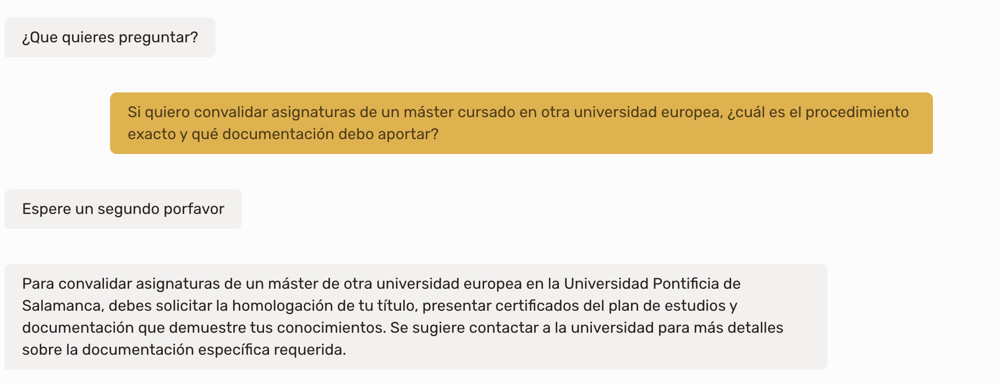 ¿Que quieres preguntar?
Si quiero convalidar asignaturas de un máster cursado en otra universidad europea, ¿cuál es el procedimiento
exacto y qué documentación debo aportar?
Espere un segundo porfavor
Para convalidar asignaturas de un máster de otra universidad europea en la Universidad Pontificia de
Salamanca, debes solicitar la homologación de tu título, presentar certificados del plan de estudios y
documentación que demuestre tus conocimientos. Se sugiere contactar a la universidad para más detalles
sobre la documentación específica requerida.